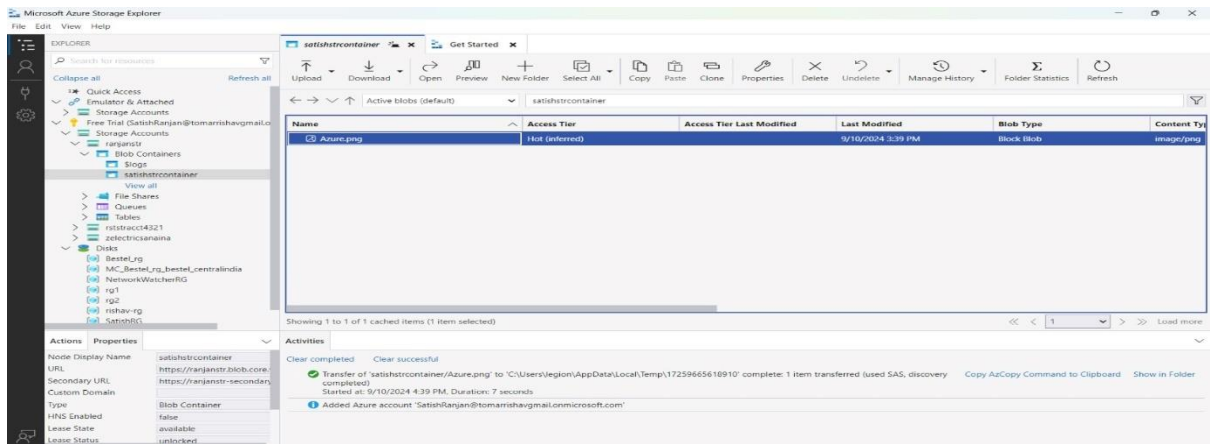 Microsoft Azure Storage Explorer
File Edit View Help
EXPLORER
Search for resources
Collapse all Refresh all
Quick Access
Emulator & Attached
Storage Accounts
Free Trial (SatishRanjan@tomarrishavgmail.o
Storage Accounts
ranjanstr
Blob Containers
$logs
satishstrcontainer
View all
File Shares
Queues
Tables
rststracct4321
zelectricsanaina
Disks
Bestel_rg
MC_Bestel_rg_bestel_centralindia
NetworkWatcherRG
rg1
rg2
rishav-rg
SatishRG
Actions Properties
Node Display Name satishstrcontainer
URL https://ranjanstr.blob.core.
Secondary URL https://ranjanstr-secondary
Custom Domain
Type Blob Container
HNS Enabled false
Lease State available
Lease Status unlocked
satishstrcontainer Get Started
Upload Download Open Preview New Folder Select All Copy Paste Clone Properties Delete Undelete Manage History Folder Statistics Refresh
Active blobs (default) satishstrcontainer
Name Access Tier Access Tier Last Modified Last Modified Blob Type Content Ty
Azure.png Hot (inferred) 9/10/2024 3:39 PM Block Blob image/png
Showing 1 to 1 of 1 cached items (1 item selected) 1 Load more
Activities
Clear completed Clear successful
Transfer of 'satishstrcontainer/Azure.png' to 'C:\Users\legion\AppData\Local\Temp\17259665618910' complete: 1 item transferred (used SAS, discovery Copy AzCopy Command to Clipboard Show in Folder
completed)
Started at: 9/10/2024 4:39 PM, Duration: 7 seconds
Added Azure account 'SatishRanjan@tomarrishavgmail.onmicrosoft.com'